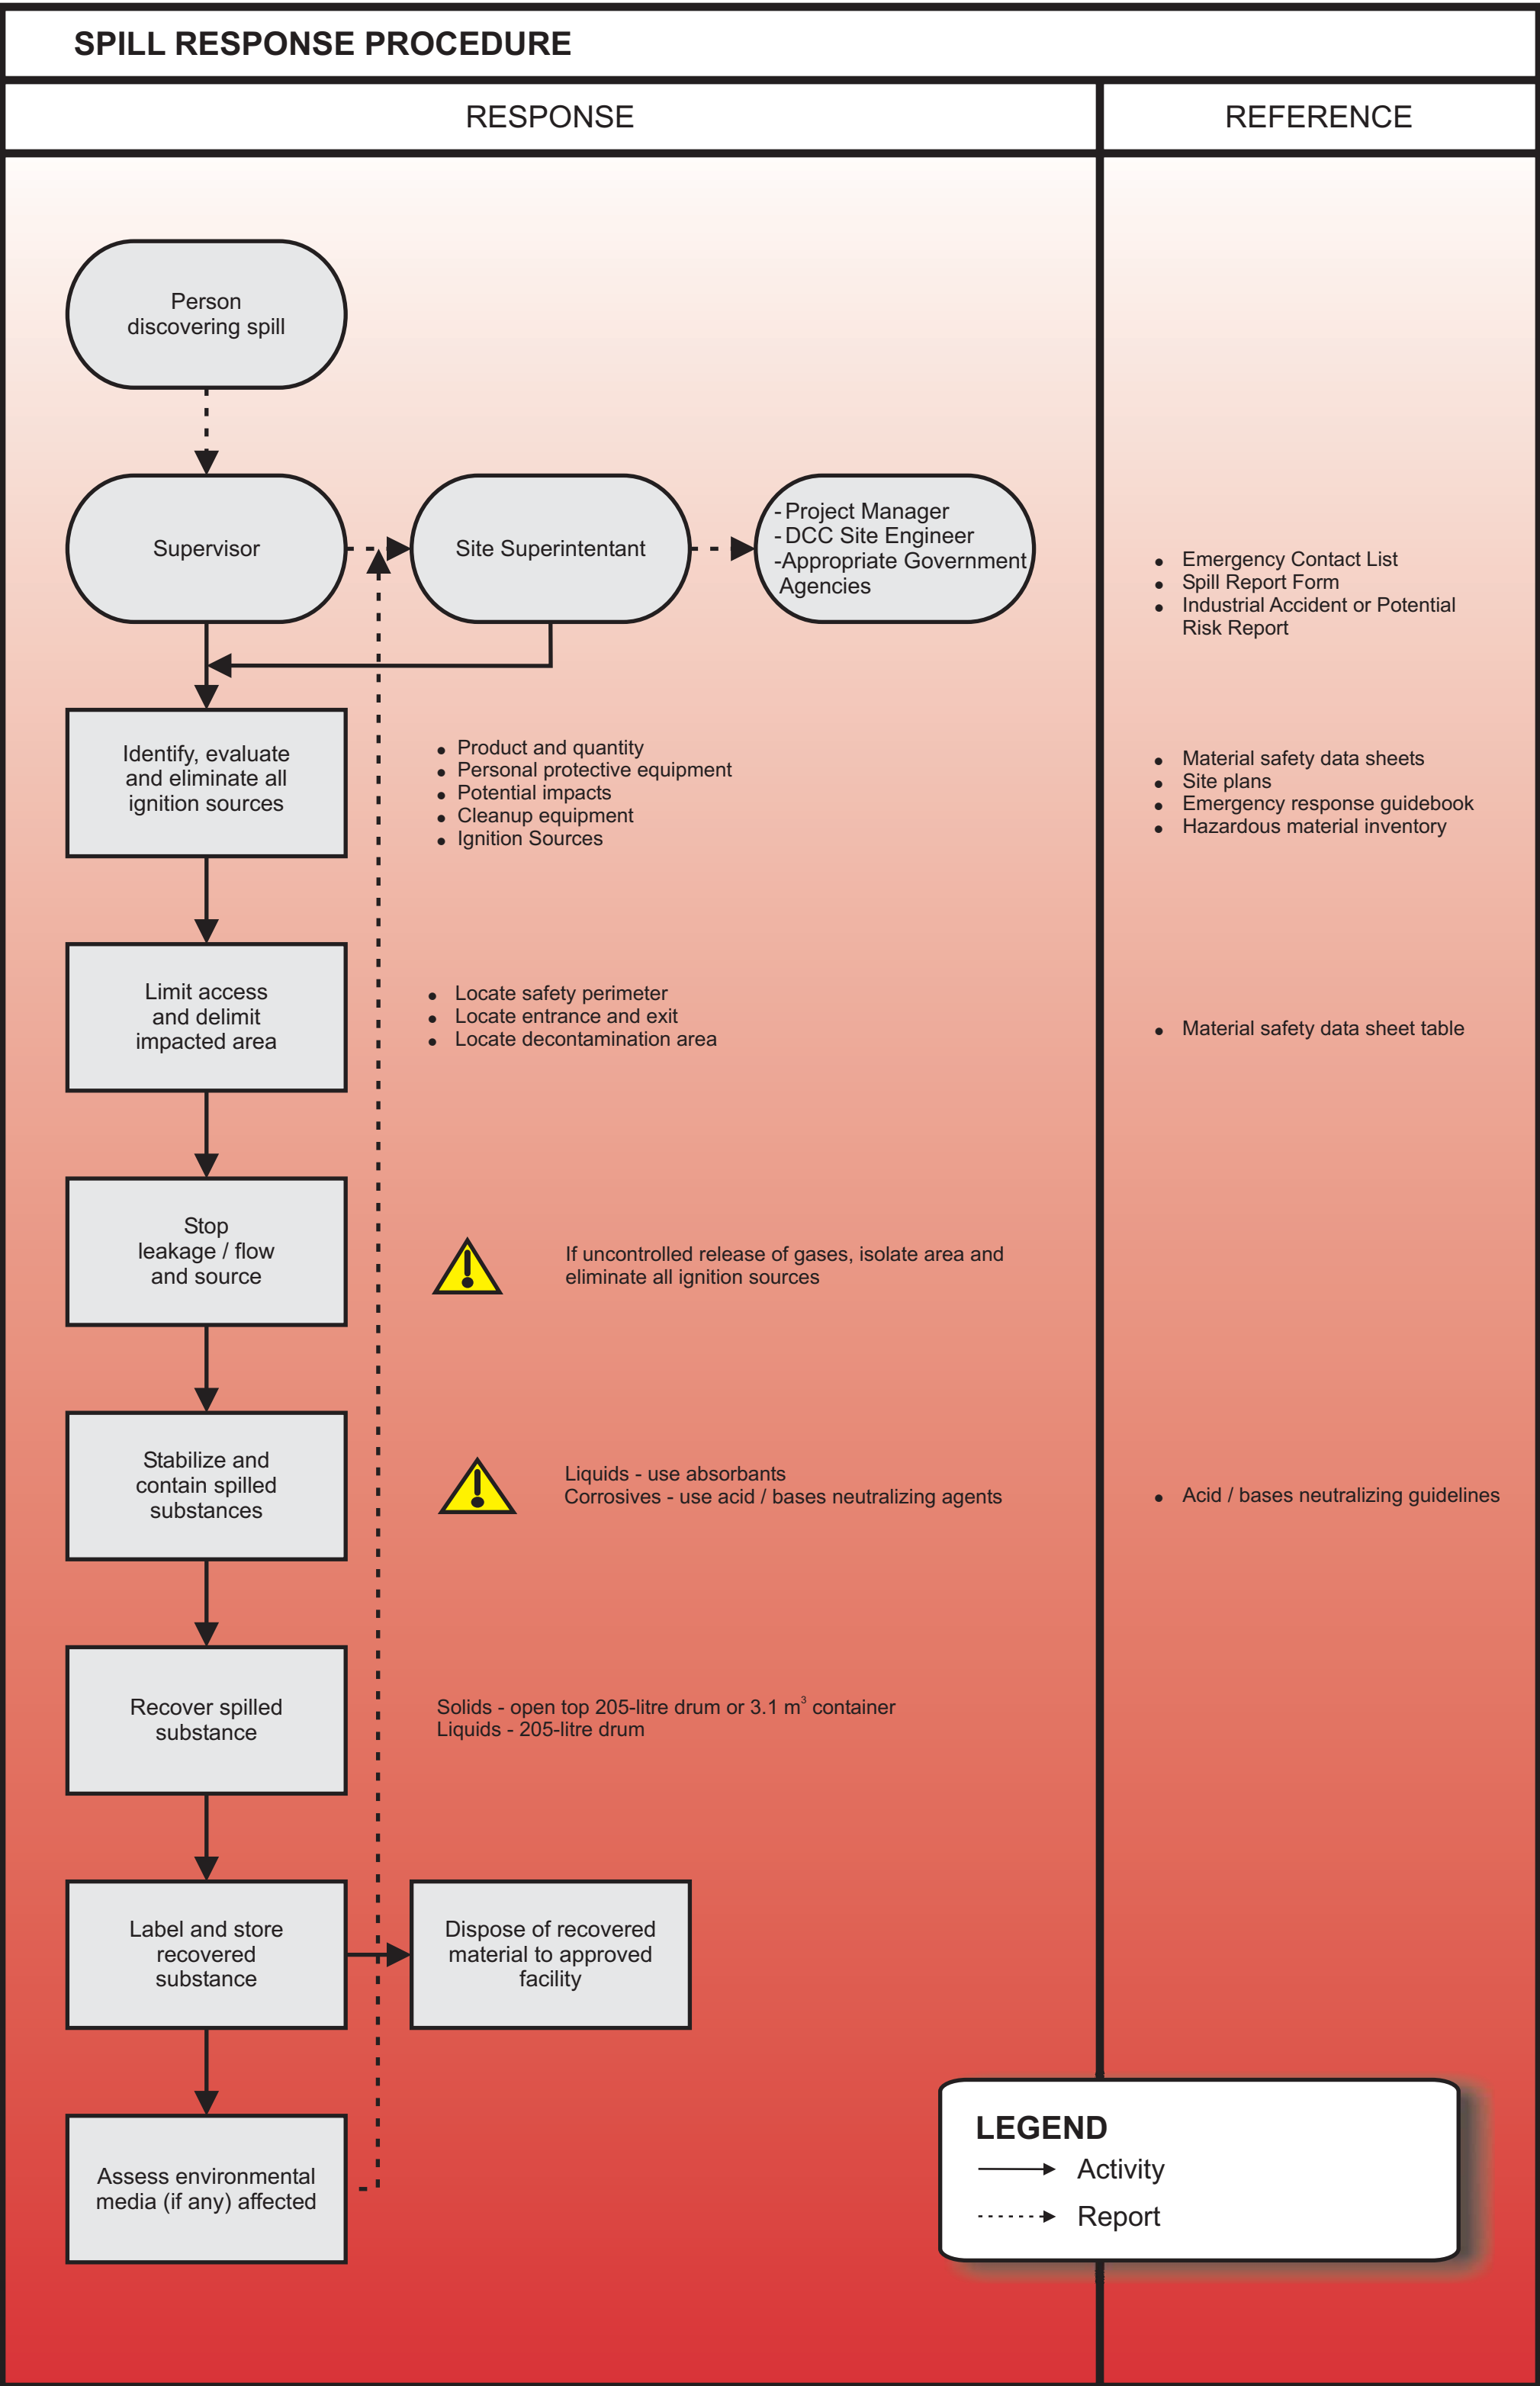 SPILL RESPONSE PROCEDURE
RESPONSE
REFERENCE
Person
discovering spill
Supervisor
Site Superintentant
- Project Manager
- DCC Site Engineer
-Appropriate Government
Agencies
• Emergency Contact List
• Spill Report Form
• Industrial Accident or Potential
Risk Report
Identify, evaluate
and eliminate all
ignition sources
• Product and quantity
• Personal protective equipment
• Potential impacts
• Cleanup equipment
• Ignition Sources
• Material safety data sheets
• Site plans
• Emergency response guidebook
• Hazardous material inventory
Limit access
and delimit
impacted area
• Locate safety perimeter
• Locate entrance and exit
• Locate decontamination area
• Material safety data sheet table
Stop
leakage / flow
and source
If uncontrolled release of gases, isolate area and
eliminate all ignition sources
Stabilize and
contain spilled
substances
Liquids - use absorbants
Corrosives - use acid / bases neutralizing agents
• Acid / bases neutralizing guidelines
Recover spilled
substance
Solids - open top 205-litre drum or 3.1 m³ container
Liquids - 205-litre drum
Label and store
recovered
substance
Dispose of recovered
material to approved
facility
Assess environmental
media (if any) affected
LEGEND
Activity
Report